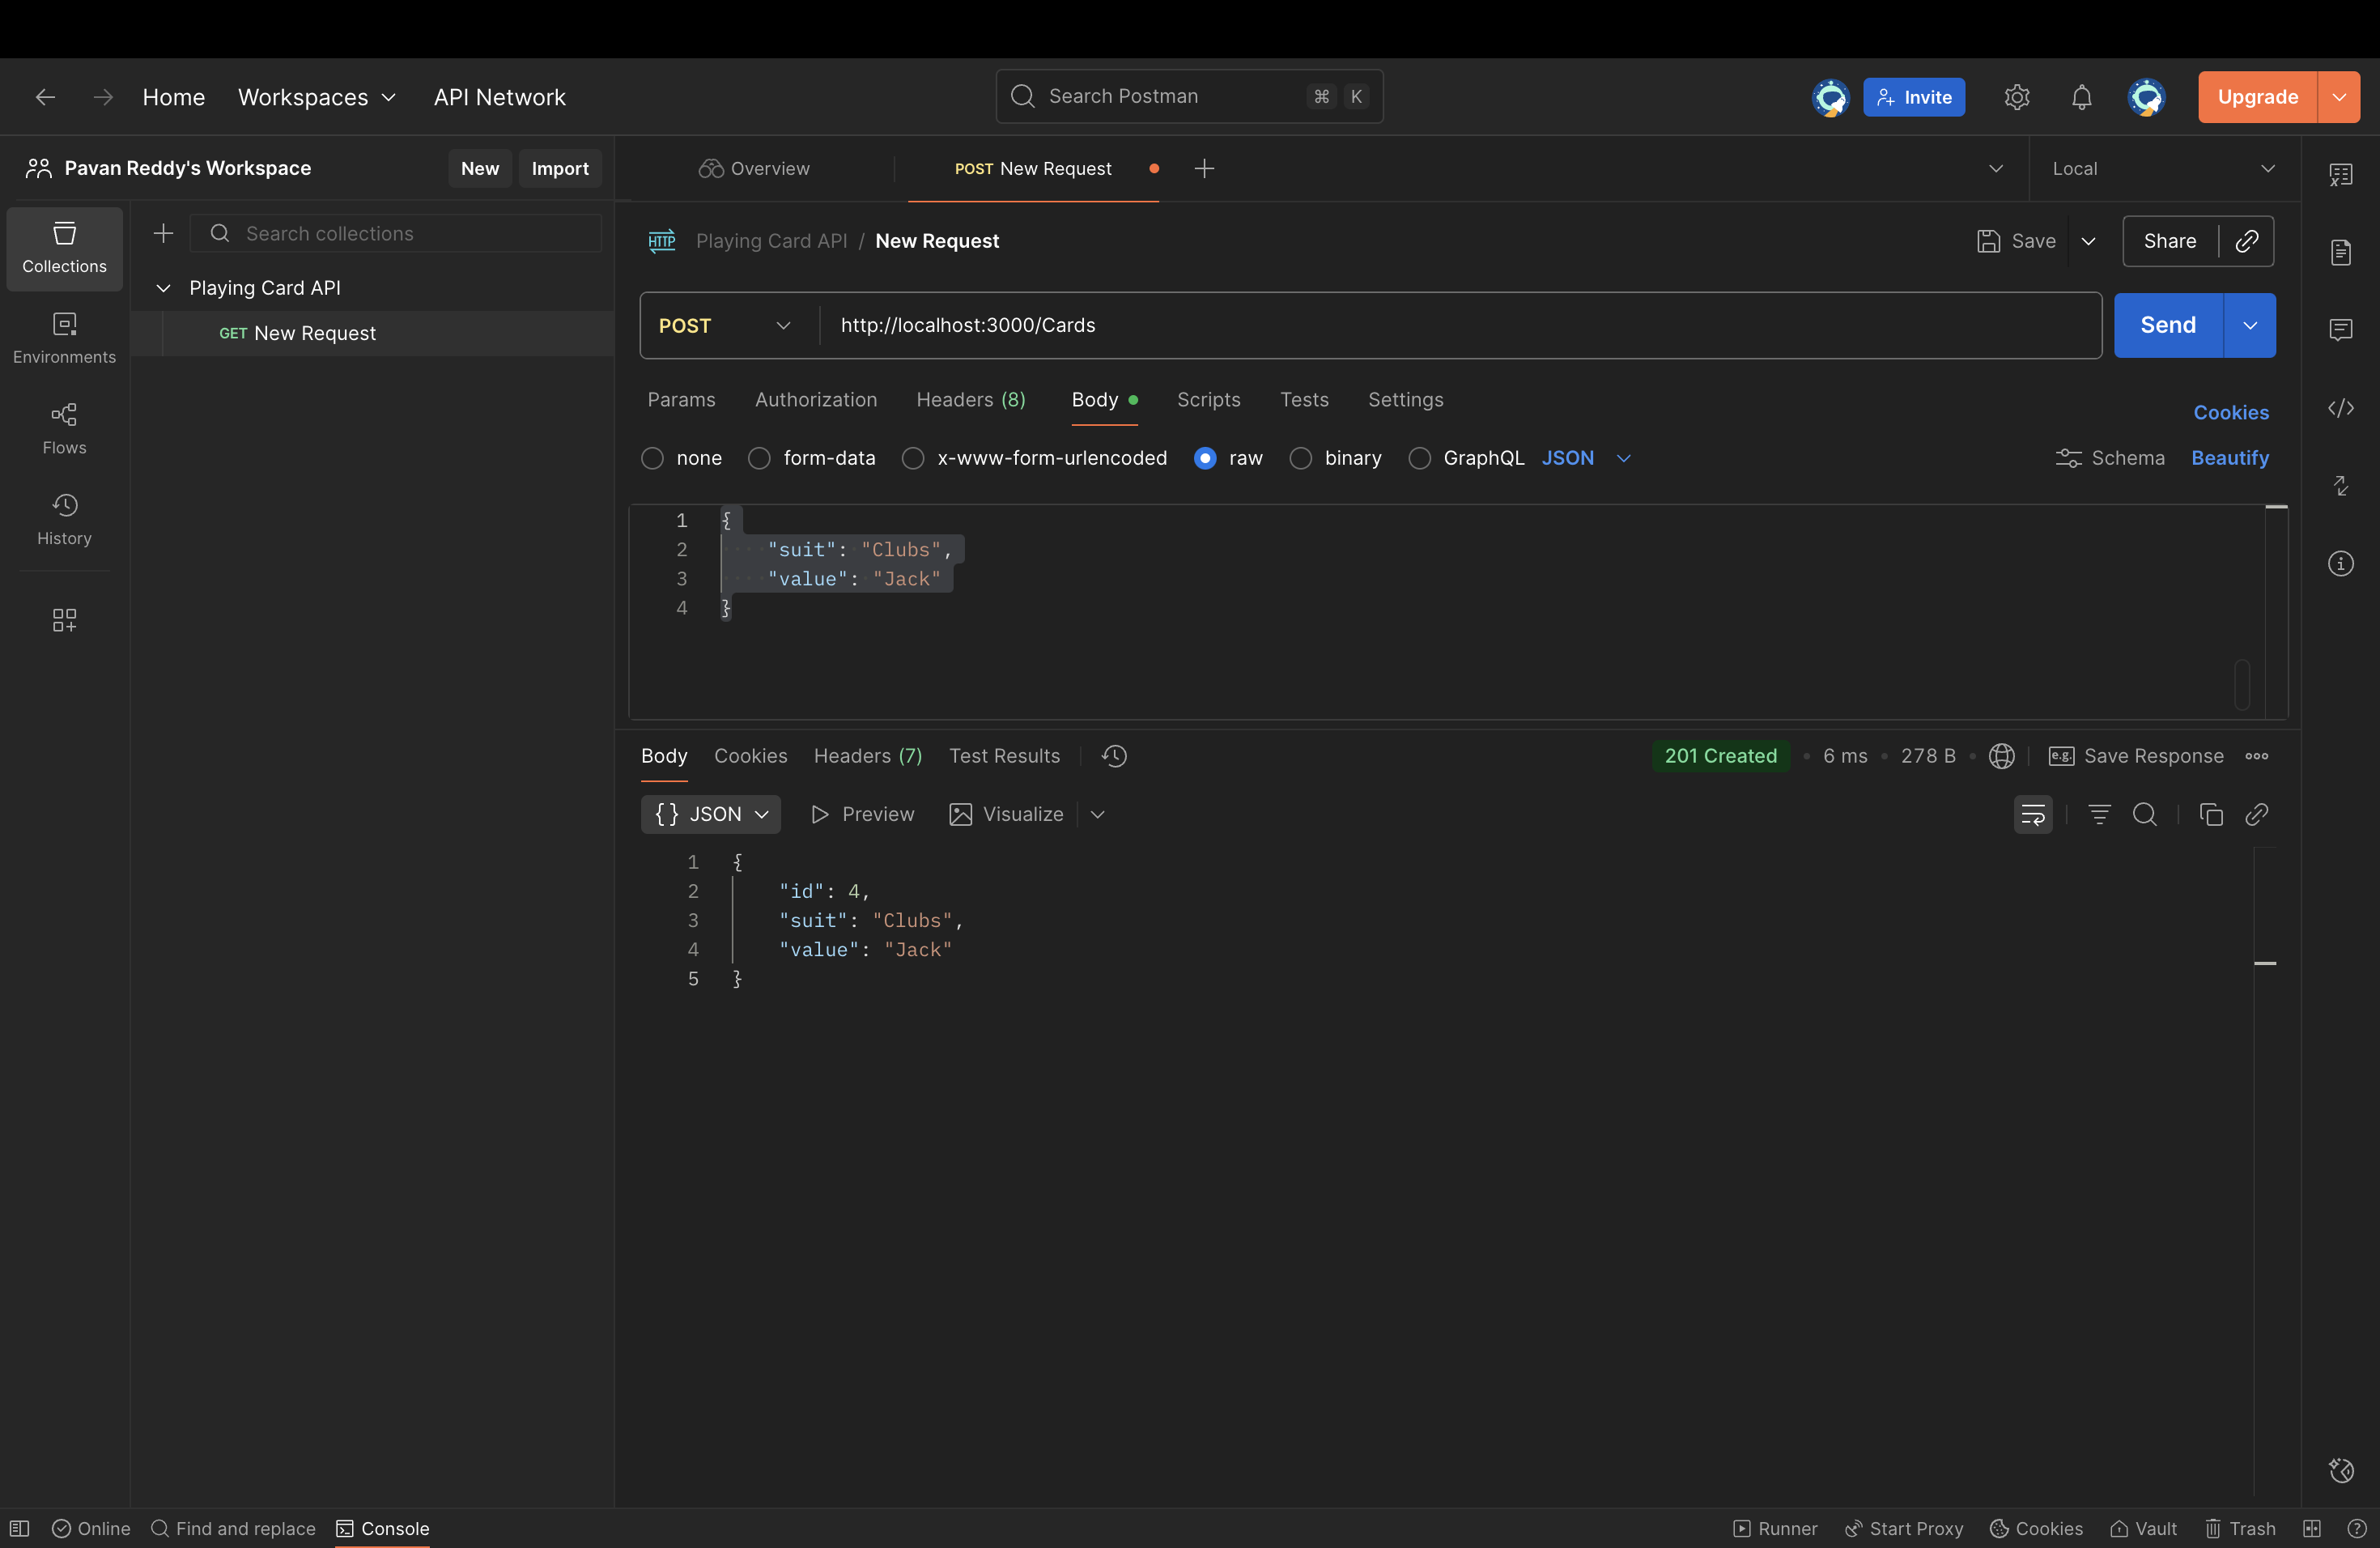 Home Workspaces API Network Search Postman ⌘ K Invite Upgrade
Pavan Reddy's Workspace New Import Overview POST New Request Local
Collections
Search collections
HTTP Playing Card API / New Request Save Share
Playing Card API
GET New Request
POST http://localhost:3000/Cards Send
Environments
Flows
History
Params Authorization Headers (8) Body Scripts Tests Settings Cookies
none form-data x-www-form-urlencoded raw binary GraphQL JSON Schema Beautify
1 {
2 "suit": "Clubs",
3 "value": "Jack"
4 }
Body Cookies Headers (7) Test Results 201 Created 6 ms 278 B e.g. Save Response
{} JSON Preview Visualize
1 {
2 "id": 4,
3 "suit": "Clubs",
4 "value": "Jack"
5 }
Online Find and replace Console Runner Start Proxy Cookies Vault Trash